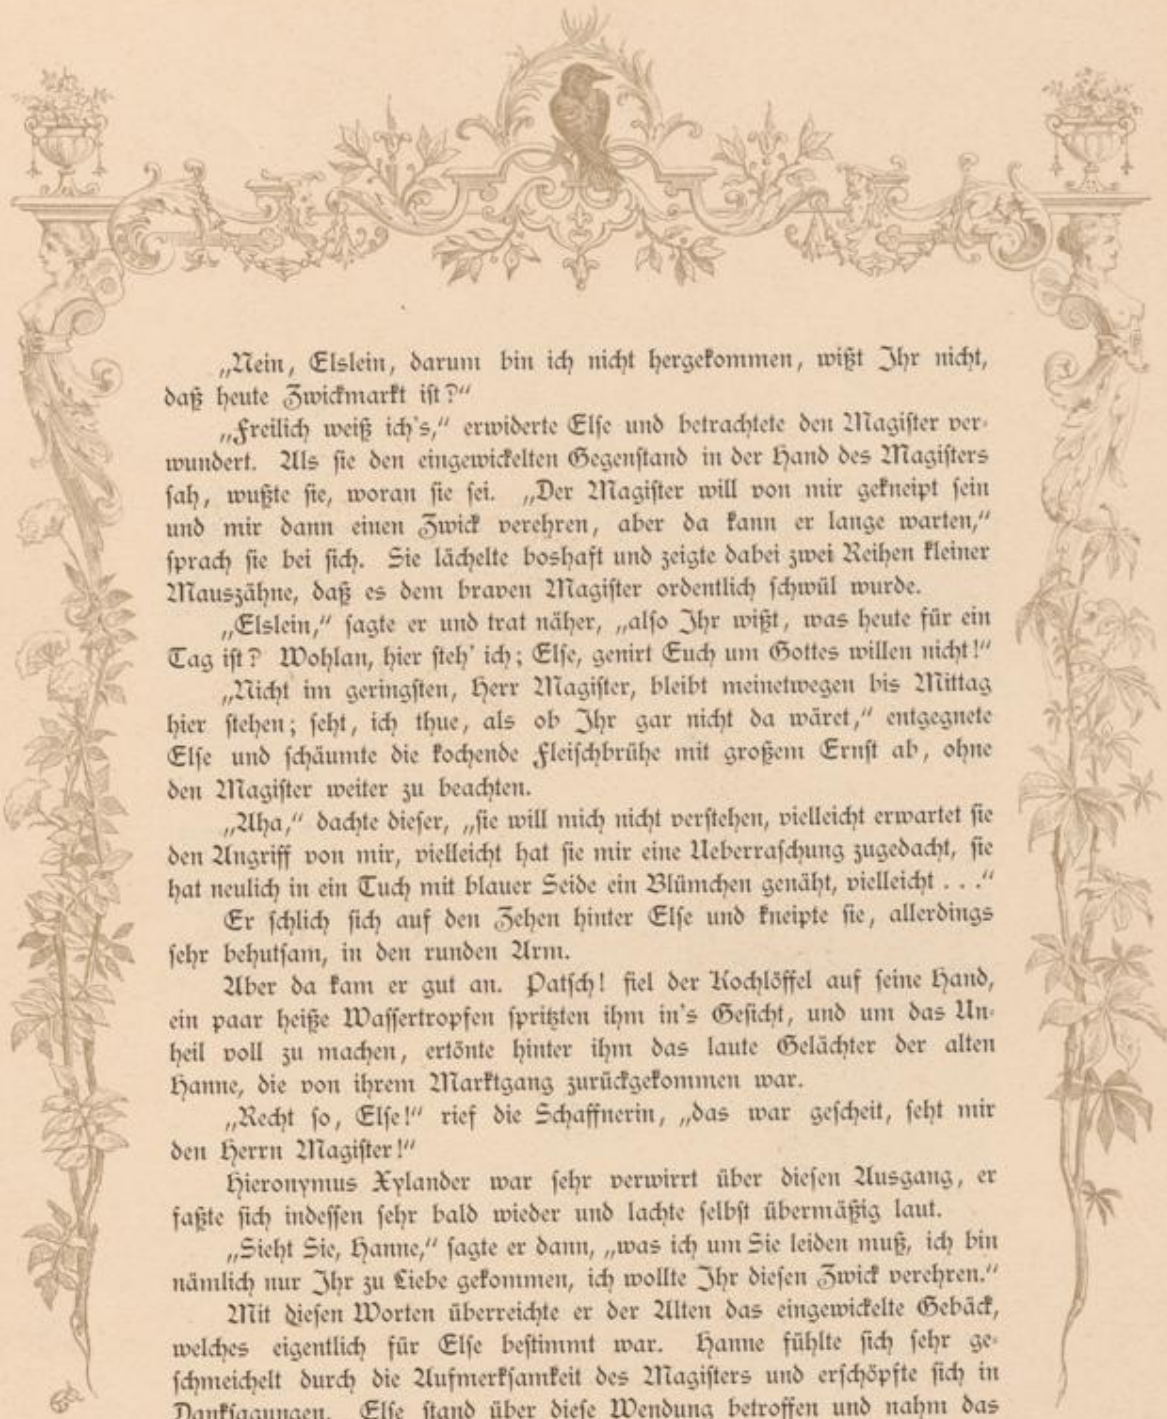 „Nein, Elslein, darum bin ich nicht hergekommen, wißt Ihr nicht,
daß heute Zwickmarkt ist?“
„Freilich weiß ich's,“ erwiderte Else und betrachtete den Magister ver-
wundert. Als sie den eingewickelten Gegenstand in der Hand des Magisters
sah, wußte sie, woran sie sei. „Der Magister will von mir gekneipt sein
und mir dann einen Zwick verehren, aber da kann er lange warten,“
sprach sie bei sich. Sie lächelte boshaft und zeigte dabei zwei Reihen kleiner
Mauszähne, daß es dem braven Magister ordentlich schwül wurde.
„Elslein,“ sagte er und trat näher, „also Ihr wißt, was heute für ein
Tag ist? Wohlan, hier steh' ich; Else, genirt Euch um Gottes willen nicht!“
„Nicht im geringsten, Herr Magister, bleibt meinetwegen bis Mittag
hier stehen; seht, ich thue, als ob Ihr gar nicht da wäret,“ entgegnete
Else und schäumte die kochende Fleischbrühe mit großem Ernst ab, ohne
den Magister weiter zu beachten.
„Aha,“ dachte dieser, „sie will mich nicht verstehen, vielleicht erwartet sie
den Angriff von mir, vielleicht hat sie mir eine Ueberraschung zugedacht, sie
hat neulich in ein Tuch mit blauer Seide ein Blümchen genäht, vielleicht . . .“
Er schlich sich auf den Zehen hinter Else und kneipte sie, allerdings
sehr behutsam, in den runden Arm.
Aber da kam er gut an. Patsch! fiel der Kochlöffel auf seine Hand,
ein paar heiße Wassertropfen spritzten ihm in's Gesicht, und um das Un-
heil voll zu machen, ertönte hinter ihm das laute Gelächter der alten
Hanne, die von ihrem Marktgang zurückgekommen war.
„Recht so, Else!“ rief die Schaffnerin, „das war gescheit, seht mir
den Herrn Magister!“
Hieronymus Xylander war sehr verwirrt über diesen Ausgang, er
faßte sich indessen sehr bald wieder und lachte selbst übermäßig laut.
„Sieht Sie, Hanne,“ sagte er dann, „was ich um Sie leiden muß, ich bin
nämlich nur Ihr zu Liebe gekommen, ich wollte Ihr diesen Zwick verehren.“
Mit diesen Worten überreichte er der Alten das eingewickelte Gebäck,
welches eigentlich für Else bestimmt war. Hanne fühlte sich sehr ge-
schmeichelt durch die Aufmerksamkeit des Magisters und erschöpfte sich in
Danksagungen. Else stand über diese Wendung betroffen und nahm das